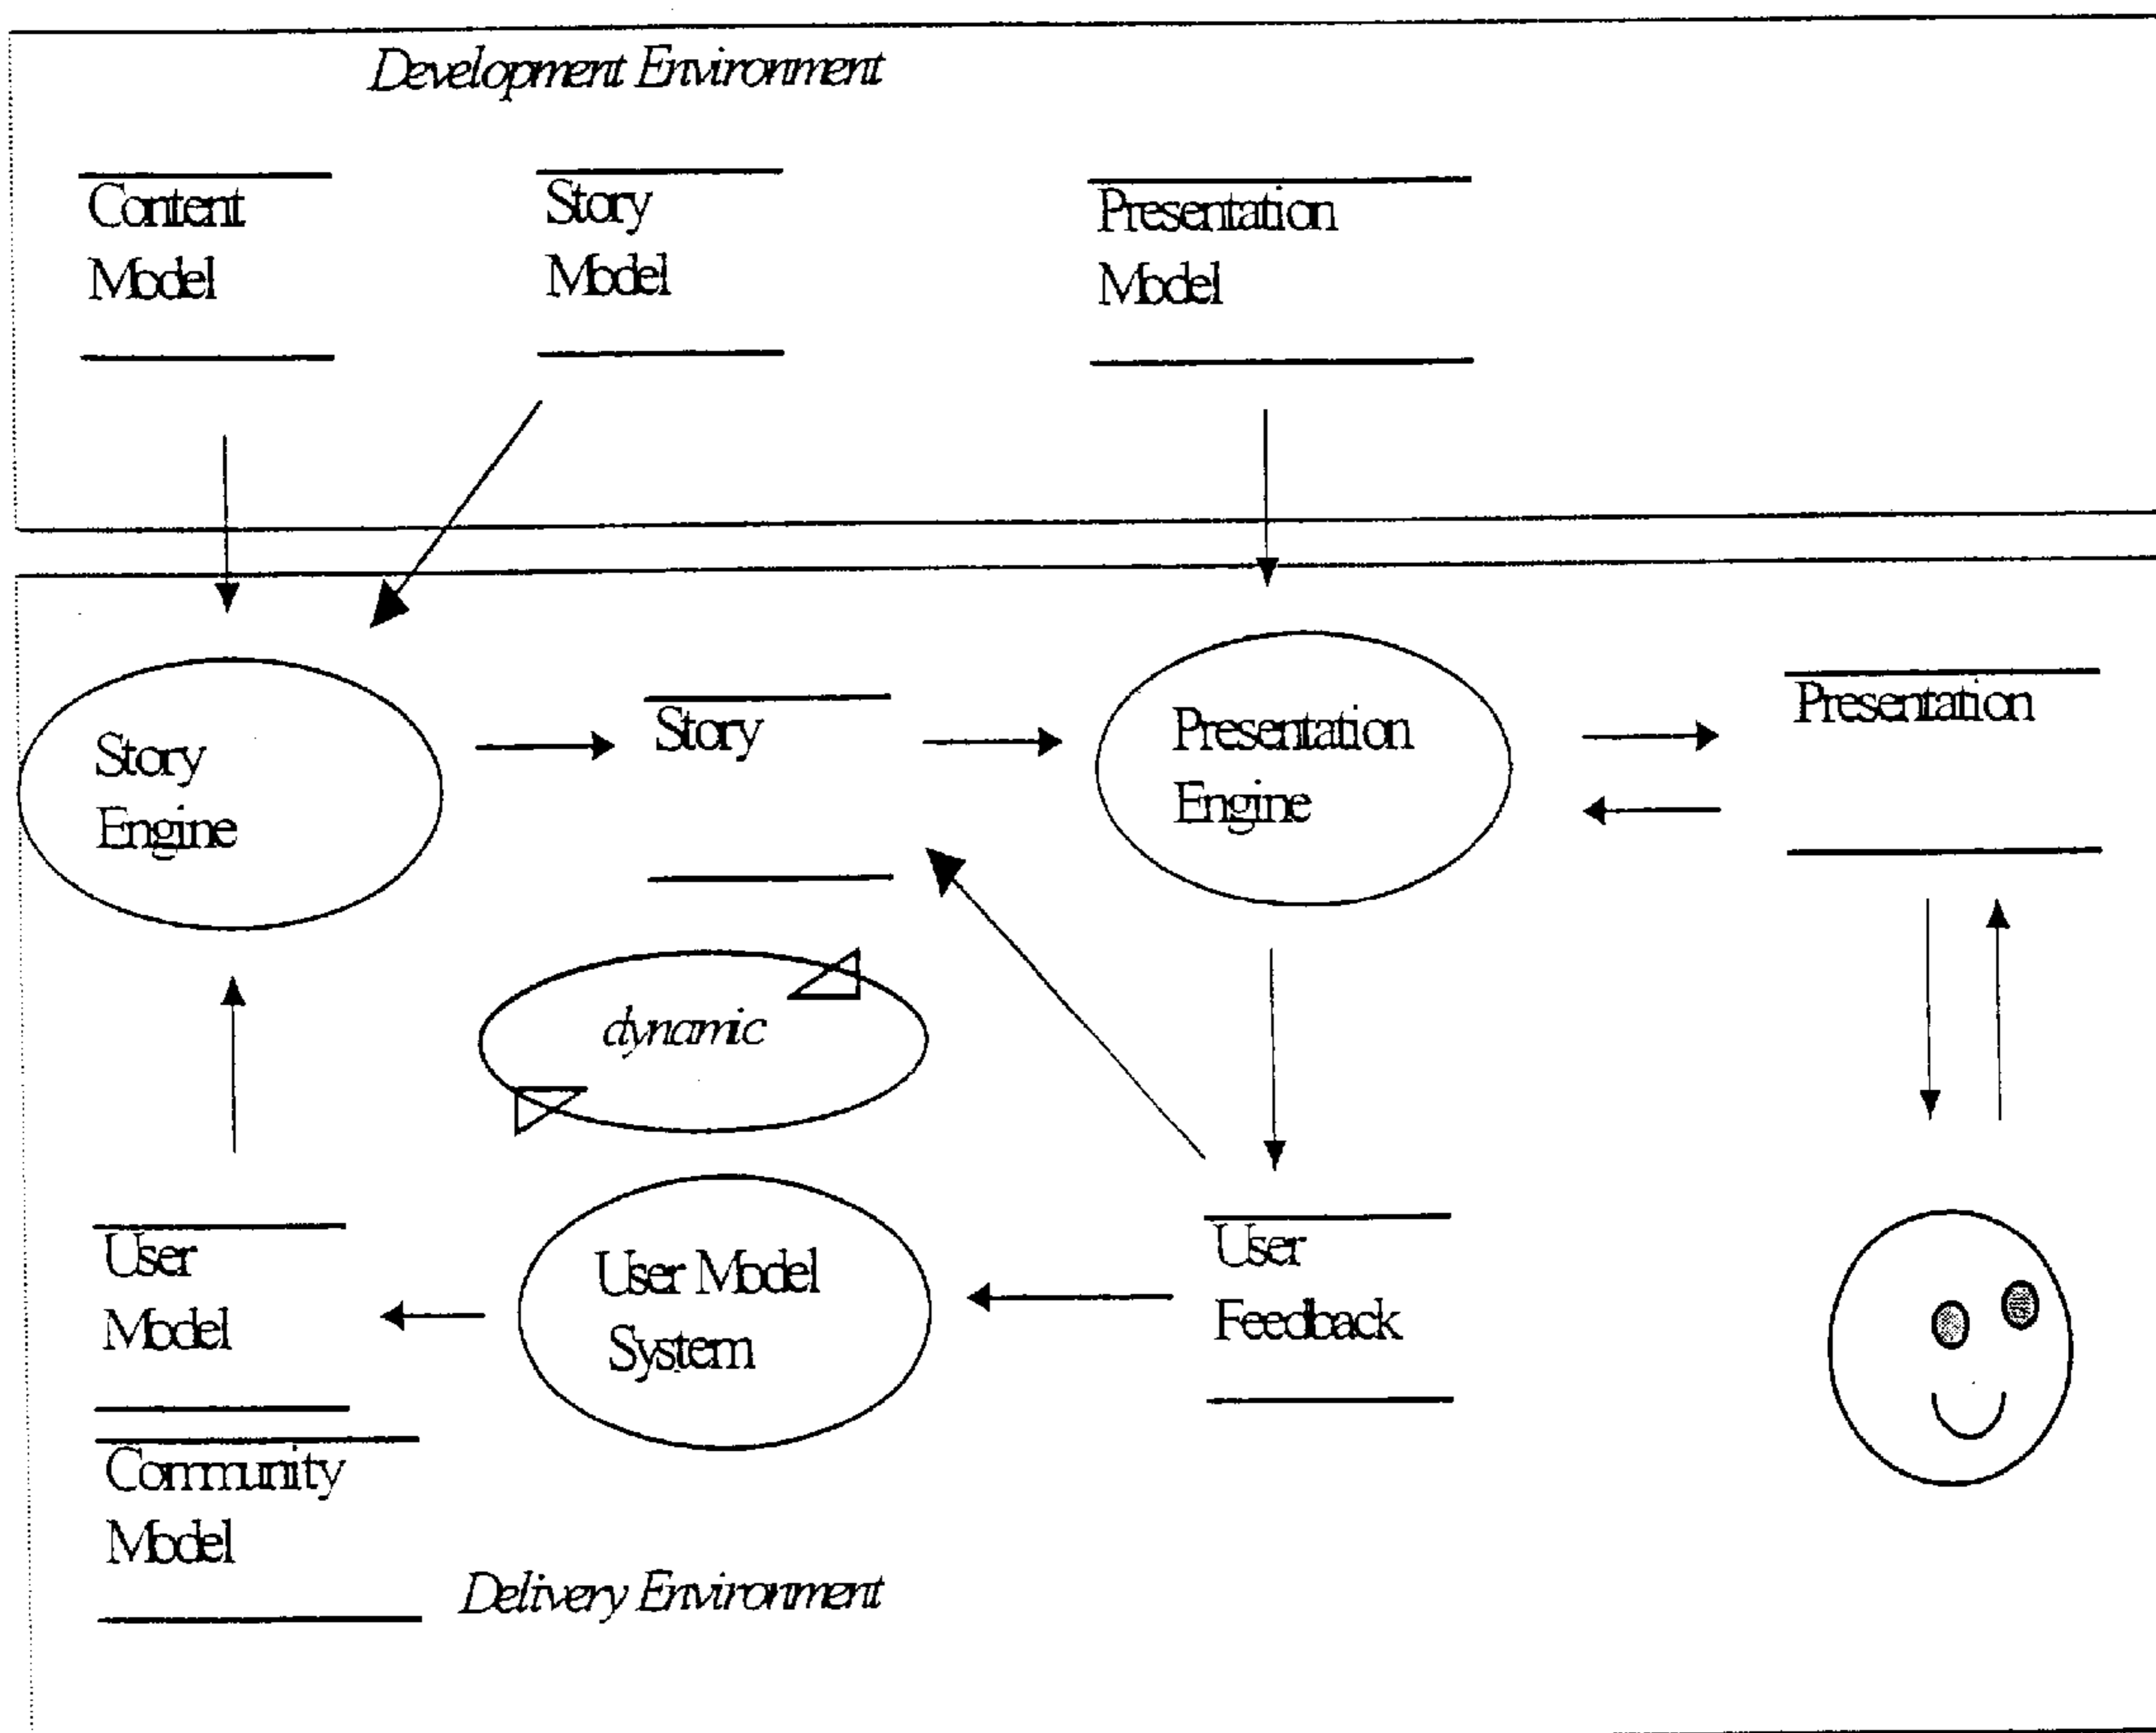 Development Environment
Content
Model
Story
Model
Presentation
Model
Story
Engine
Story
Presentation
Engine
Presentation
dynamic
User
Model
User Model
System
User
Feedback
Community
Model
Delivery Environment